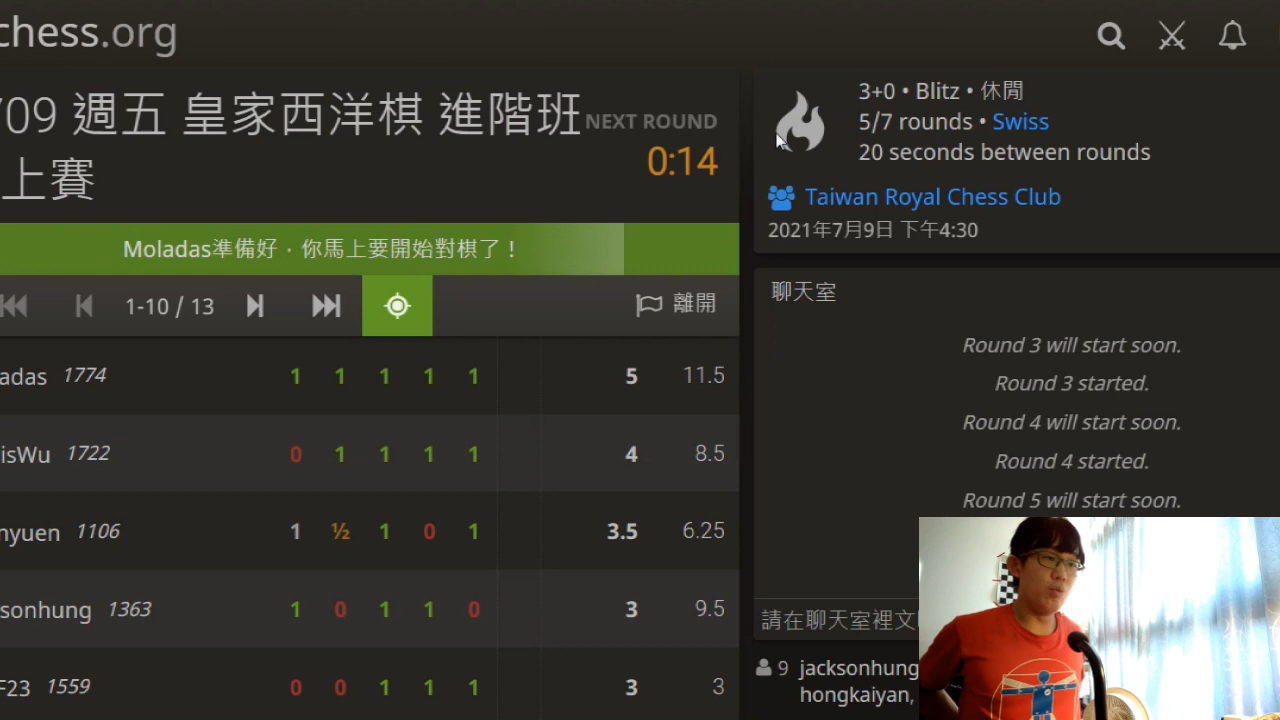 chess.org
/09 週五 皇家西洋棋 進階班
上賽
NEXT ROUND
0:14
Moladas準備好，你馬上要開始對棋了！
1-10 / 13
離開
adas 1774 1 1 1 1 1 5 11.5
isWu 1722 0 1 1 1 1 4 8.5
nyuen 1106 1 ½ 1 0 1 3.5 6.25
sonhung 1363 1 0 1 1 0 3 9.5
F23 1559 0 0 1 1 1 3 3
3+0 • Blitz • 休閒
5/7 rounds • Swiss
20 seconds between rounds
Taiwan Royal Chess Club
2021年7月9日 下午4:30
聊天室
Round 3 will start soon.
Round 3 started.
Round 4 will start soon.
Round 4 started.
Round 5 will start soon.
請在聊天室裡文
9 jacksonhung
hongkaiyan,